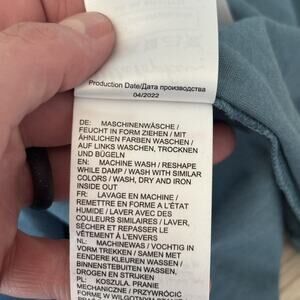 Production Date/Дата производства
04/2022
DE: MASCHINENWÄSCHE /
FEUCHT IN FORM ZIEHEN / MIT
ÄHNLICHEN FARBEN WASCHEN /
AUF LINKS WASCHEN, TROCKNEN
UND BÜGELN
EN: MACHINE WASH / RESHAPE
WHILE DAMP / WASH WITH SIMILAR
COLORS / WASH, DRY AND IRON
INSIDE OUT
FR: LAVAGE EN MACHINE /
REMETTRE EN FORME A L'ÉTAT
HUMIDE / LAVER AVEC DES
COULEURS SIMILAIRES / LAVER,
SÉCHER ET REPASSER LE
VÊTEMENT À L'ENVERS
NL: MACHINEWAS / VOCHTIG IN
VORM TREKKEN / SAMEN MET
EENDERE KLEUREN WASSEN /
BINNENSTEBUITEN WASSEN,
DROGEN EN STRIJKEN
PL: KOSZULA, PRANIE
MECHANICZNE / PRZYWRÓCIĆ
FORMĘ W WILGOTNYM